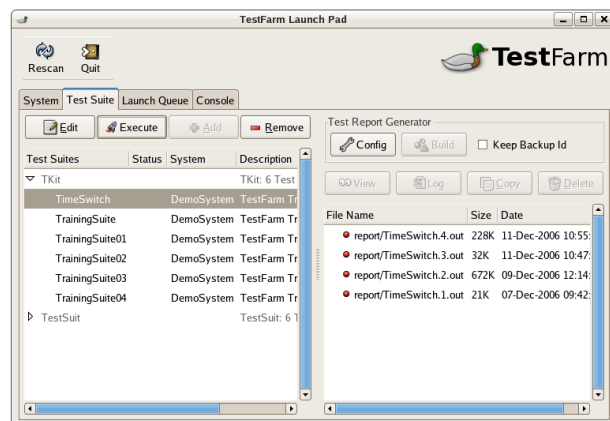 TestFarm Launch Pad
Rescan Quit
TestFarm
System Test Suite Launch Queue Console
Edit Execute Add Remove
Test Suites Status System Description
TKit TKit: 6 Test
TimeSwitch DemoSystem TestFarm Tr
TrainingSuite DemoSystem TestFarm Tr
TrainingSuite01 DemoSystem TestFarm Tr
TrainingSuite02 DemoSystem TestFarm Tr
TrainingSuite03 DemoSystem TestFarm Tr
TrainingSuite04 DemoSystem TestFarm Tr
TestSuit TestSuit: 6 T
Test Report Generator
Config Build Keep Backup Id
View Log Copy Delete
File Name Size Date
report/TimeSwitch.4.out 228K 11-Dec-2006 10:55:
report/TimeSwitch.3.out 32K 11-Dec-2006 10:47:
report/TimeSwitch.2.out 672K 09-Dec-2006 12:14:
report/TimeSwitch.1.out 21K 07-Dec-2006 09:42: